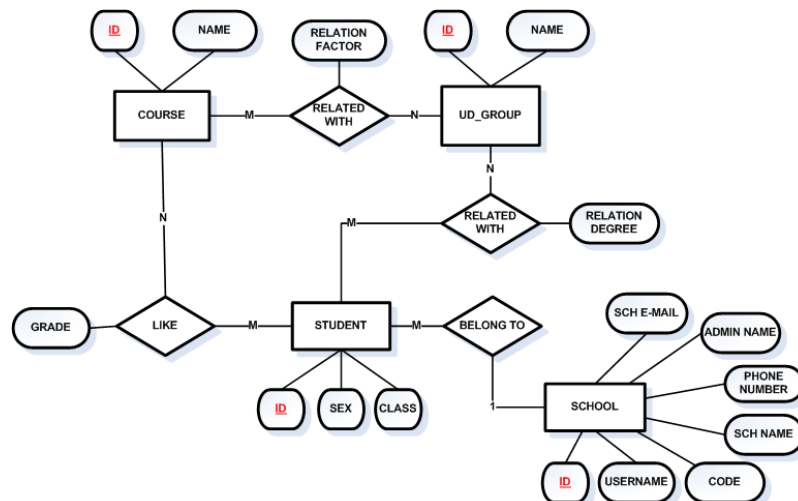 ID
NAME
RELATION
FACTOR
ID
NAME
COURSE
M
RELATED
WITH
N
UD_GROUP
N
N
M
RELATED
WITH
RELATION
DEGREE
GRADE
LIKE
M
STUDENT
M
BELONG TO
SCH E-MAIL
ADMIN NAME
PHONE
NUMBER
ID
SEX
CLASS
1
SCHOOL
SCH NAME
ID
USERNAME
CODE